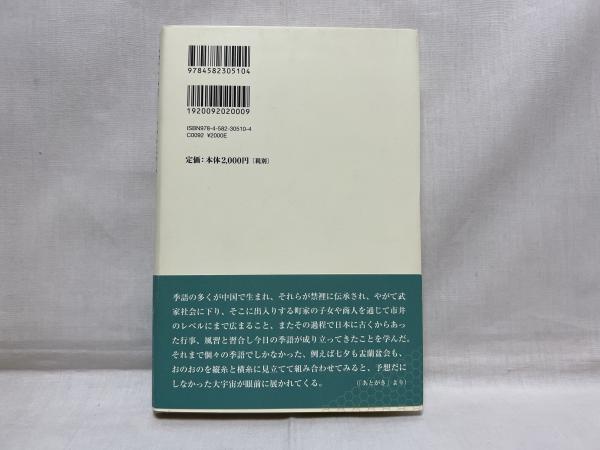 9784582305104
1920092020009
ISBN978-4-582-30510-4
C0092 ¥2000E
定価：本体2,000円［税別］
季語の多くが中国で生まれ、それらが禁裡に伝承され、やがて武
家社会に下り、そこに出入りする町家の子女や商人を通じて市井
のレベルにまで広まること、またその過程で日本に古くからあっ
た行事、風習と習合し今日の季語が成り立ってきたことを学んだ。
それまで個々の季語でしかなかった、例えば七夕も盂蘭盆会も、
おのおのを縦糸と横糸に見立てて組み合わせてみると、予想だに
しなかった大宇宙が眼前に展かれてくる。
（「あとがき」より）